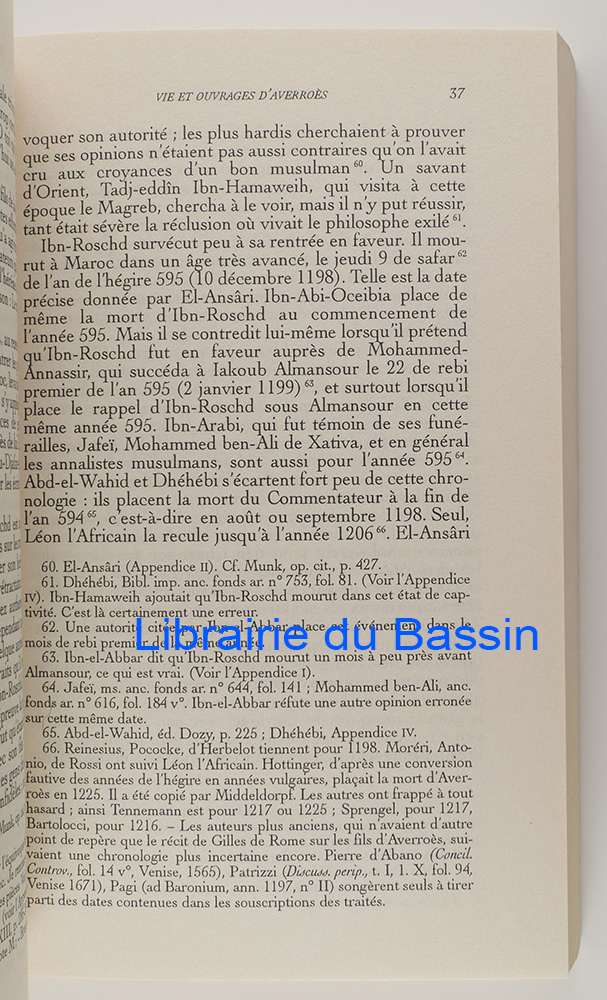 VIE ET OUVRAGES D'AVERROÈS 37
voquer son autorité ; les plus hardis cherchaient à prouver
que ses opinions n'étaient pas aussi contraires qu'on l'avait
cru aux croyances d'un bon musulman 60. Un savant
d'Orient, Tadj-eddîn Ibn-Hamaweih, qui visita à cette
époque le Magreb, chercha à le voir, mais il n'y put réussir,
tant était sévère la réclusion où vivait le philosophe exilé 61.
Ibn-Roschd survécut peu à sa rentrée en faveur. Il mou-
rut à Maroc dans un âge très avancé, le jeudi 9 de safar 62
de l'an de l'hégire 595 (10 décembre 1198). Telle est la date
précise donnée par El-Ansâri. Ibn-Abi-Oceibia place de
même la mort d'Ibn-Roschd au commencement de
l'année 595. Mais il se contredit lui-même lorsqu'il prétend
qu'Ibn-Roschd fut en faveur auprès de Mohammed-
Annassir, qui succéda à Iakoub Almansour le 22 de rebi
premier de l'an 595 (2 janvier 1199) 63, et surtout lorsqu'il
place le rappel d'Ibn-Roschd sous Almansour en cette
même année 595. Ibn-Arabi, qui fut témoin de ses funé-
railles, Jafeï, Mohammed ben-Ali de Xativa, et en général
les annalistes musulmans, sont aussi pour l'année 595 64.
Abd-el-Wahid et Dhéhébi s'écartent fort peu de cette chro-
nologie : ils placent la mort du Commentateur à la fin de
l'an 594 65, c'est-à-dire en août ou septembre 1198. Seul,
Léon l'Africain la recule jusqu'à l'année 1206 66. El-Ansâri
60. El-Ansâri (Appendice II). Cf. Munk, op. cit., p. 427.
61. Dhéhébi, Bibl. imp. anc. fonds ar. n° 753, fol. 81. (Voir l'Appendice
IV). Ibn-Hamaweih ajoutait qu'Ibn-Roschd mourut dans cet état de cap-
tivité. C'est là certainement une erreur.
62. Une autorité citée par Ibn-el-Abbar place cet événement dans le
mois de rebi premier de la même année.
Librairie du Bassin
63. Ibn-el-Abbar dit qu'Ibn-Roschd mourut un mois à peu près avant
Almansour, ce qui est vrai. (Voir l'Appendice I).
64. Jafeï, ms. anc. fonds ar. n° 644, fol. 141 ; Mohammed ben-Ali, anc.
fonds ar. n° 616, fol. 184 v°. Ibn-el-Abbar réfute une autre opinion erronée
sur cette même date.
65. Abd-el-Wahid, éd. Dozy, p. 225 ; Dhéhébi, Appendice IV.
66. Reinesius, Pococke, d'Herbelot tiennent pour 1198. Moréri, Anto-
nio, de Rossi ont suivi Léon l'Africain. Hottinger, d'après une conversion
fautive des années de l'hégire en années vulgaires, plaçait la mort d'Aver-
roès en 1225. Il a été copié par Middeldorpf. Les autres ont frappé à tout
hasard ; ainsi Tennemann est pour 1217 ou 1225 ; Sprengel, pour 1217,
Bartolocci, pour 1216. – Les auteurs plus anciens, qui n'avaient d'autre
point de repère que le récit de Gilles de Rome sur les fils d'Averroès, sui-
vaient une chronologie plus incertaine encore. Pierre d'Abano (Concil.
Controv., fol. 14 v°, Venise, 1565), Patrizzi (Discuss. perip., t. I, 1. X, fol. 94,
Venise 1671), Pagi (ad Baronium, ann. 1197, n° II) songèrent seuls à tirer
parti des dates contenues dans les souscriptions des traités.